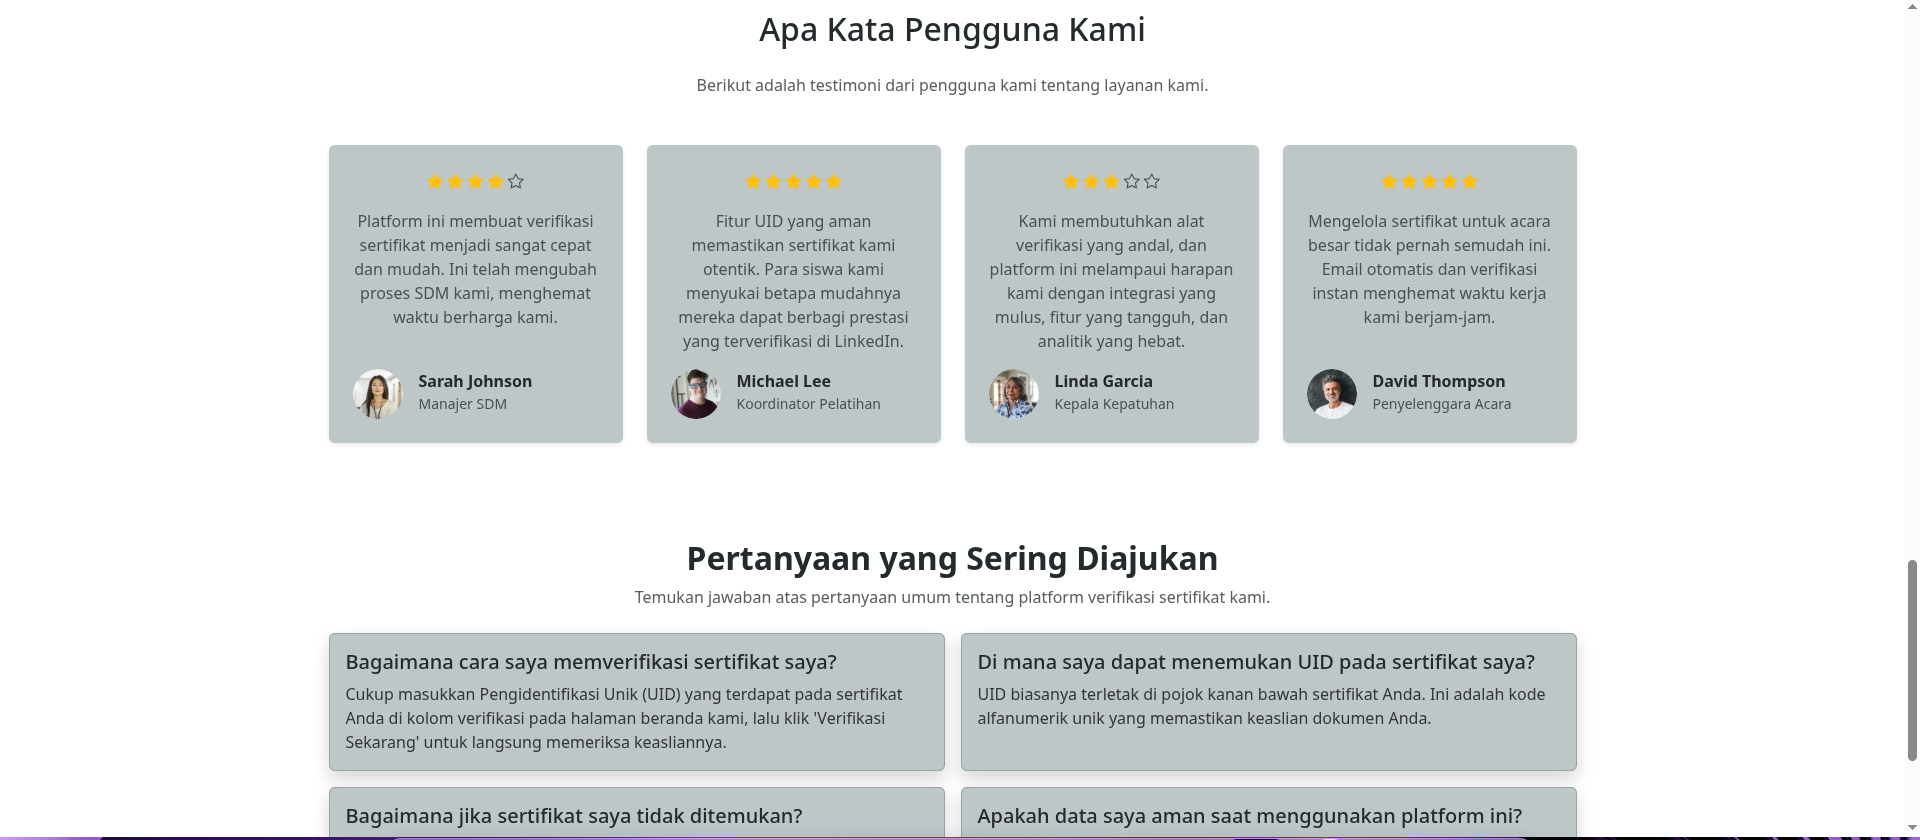 Apa Kata Pengguna Kami
Berikut adalah testimoni dari pengguna kami tentang layanan kami.
Platform ini membuat verifikasi
sertifikat menjadi sangat cepat
dan mudah. Ini telah mengubah
proses SDM kami, menghemat
waktu berharga kami.
Sarah Johnson
Manajer SDM
Fitur UID yang aman
memastikan sertifikat kami
otentik. Para siswa kami
menyukai betapa mudahnya
mereka dapat berbagi prestasi
yang terverifikasi di LinkedIn.
Michael Lee
Koordinator Pelatihan
Kami membutuhkan alat
verifikasi yang andal, dan
platform ini melampaui harapan
kami dengan integrasi yang
mulus, fitur yang tangguh, dan
analitik yang hebat.
Linda Garcia
Kepala Kepatuhan
Mengelola sertifikat untuk acara
besar tidak pernah semudah ini.
Email otomatis dan verifikasi
instan menghemat waktu kerja
kami berjam-jam.
David Thompson
Penyelenggara Acara
Pertanyaan yang Sering Diajukan
Temukan jawaban atas pertanyaan umum tentang platform verifikasi sertifikat kami.
Bagaimana cara saya memverifikasi sertifikat saya?
Cukup masukkan Pengidentifikasi Unik (UID) yang terdapat pada sertifikat
Anda di kolom verifikasi pada halaman beranda kami, lalu klik 'Verifikasi
Sekarang' untuk langsung memeriksa keasliannya.
Di mana saya dapat menemukan UID pada sertifikat saya?
UID biasanya terletak di pojok kanan bawah sertifikat Anda. Ini adalah kode
alfanumerik unik yang memastikan keaslian dokumen Anda.
Bagaimana jika sertifikat saya tidak ditemukan?
Apakah data saya aman saat menggunakan platform ini?